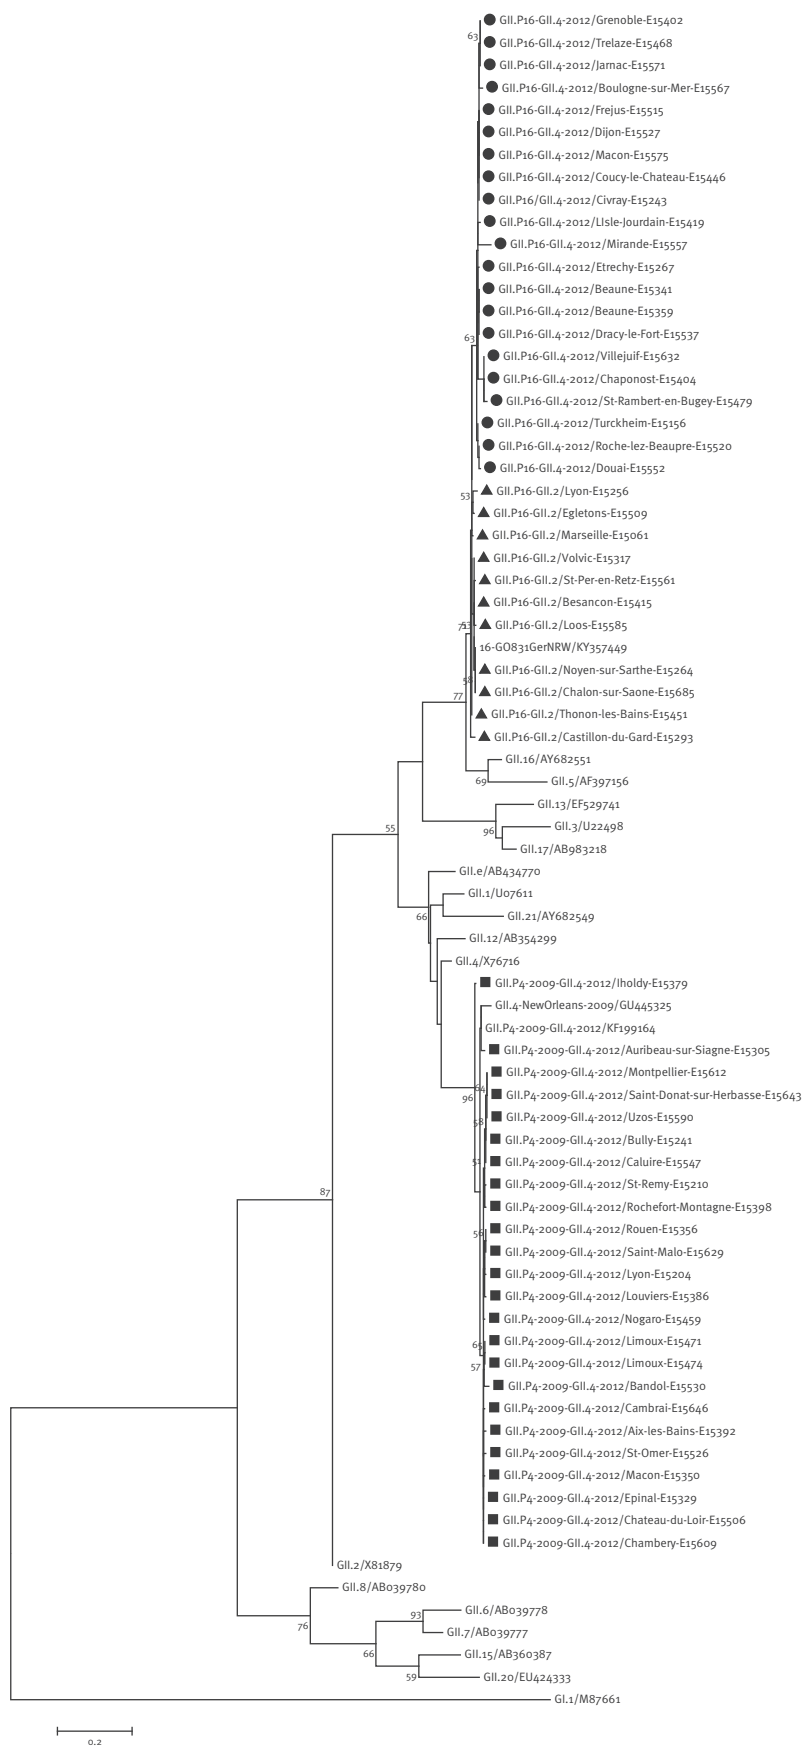 GII.P16-GII.4-2012/Grenoble-E15402
63
GII.P16-GII.4-2012/Trelaze-E15468
GII.P16-GII.4-2012/Jarnac-E15571
GII.P16-GII.4-2012/Boulogne-sur-Mer-E15567
GII.P16-GII.4-2012/Frejus-E15515
GII.P16-GII.4-2012/Dijon-E15527
GII.P16-GII.4-2012/Macon-E15575
GII.P16-GII.4-2012/Coucy-le-Chateau-E15446
GII.P16/GII.4-2012/Civray-E15243
GII.P16-GII.4-2012/LIsle-Jourdain-E15419
GII.P16-GII.4-2012/Mirande-E15557
GII.P16-GII.4-2012/Etrechy-E15267
GII.P16-GII.4-2012/Beaune-E15341
GII.P16-GII.4-2012/Beaune-E15359
GII.P16-GII.4-2012/Dracy-le-Fort-E15537
63
GII.P16-GII.4-2012/Villejuif-E15632
GII.P16-GII.4-2012/Chaponost-E15404
GII.P16-GII.4-2012/St-Rambert-en-Bugey-E15479
GII.P16-GII.4-2012/Turckheim-E15156
GII.P16-GII.4-2012/Roche-lez-Beaupre-E15520
GII.P16-GII.4-2012/Douai-E15552
GII.P16-GII.2/Lyon-E15256
53
GII.P16-GII.2/Egletons-E15509
GII.P16-GII.2/Marseille-E15061
GII.P16-GII.2/Volvic-E15317
GII.P16-GII.2/St-Per-en-Retz-E15561
GII.P16-GII.2/Besancon-E15415
GII.P16-GII.2/Loos-E15585
53
16-GO831GerNRW/KY357449
GII.P16-GII.2/Noyen-sur-Sarthe-E15264
58
GII.P16-GII.2/Chalon-sur-Saone-E15685
77
GII.P16-GII.2/Thonon-les-Bains-E15451
GII.P16-GII.2/Castillon-du-Gard-E15293
GII.16/AY682551
69
GII.5/AF397156
GII.13/EF529741
GII.3/U22498
96
55
GII.17/AB983218
GII.e/AB434770
GII.1/U07611
66
GII.21/AY682549
GII.12/AB354299
GII.4/X76716
GII.P4-2009-GII.4-2012/Iholdy-E15379
GII.4-NewOrleans-2009/GU445325
GII.P4-2009-GII.4-2012/KF199164
GII.P4-2009-GII.4-2012/Auribeau-sur-Siagne-E15305
GII.P4-2009-GII.4-2012/Montpellier-E15612
64
96
GII.P4-2009-GII.4-2012/Saint-Donat-sur-Herbasse-E15643
GII.P4-2009-GII.4-2012/Uzos-E15590
58
GII.P4-2009-GII.4-2012/Bully-E15241
GII.P4-2009-GII.4-2012/Caluire-E15547
51
GII.P4-2009-GII.4-2012/St-Remy-E15210
87
GII.P4-2009-GII.4-2012/Rochefort-Montagne-E15398
GII.P4-2009-GII.4-2012/Rouen-E15356
56
GII.P4-2009-GII.4-2012/Saint-Malo-E15629
GII.P4-2009-GII.4-2012/Lyon-E15204
GII.P4-2009-GII.4-2012/Louviers-E15386
GII.P4-2009-GII.4-2012/Nogaro-E15459
GII.P4-2009-GII.4-2012/Limoux-E15471
65
GII.P4-2009-GII.4-2012/Limoux-E15474
57
GII.P4-2009-GII.4-2012/Bandol-E15530
GII.P4-2009-GII.4-2012/Cambrai-E15646
GII.P4-2009-GII.4-2012/Aix-les-Bains-E15392
GII.P4-2009-GII.4-2012/St-Omer-E15526
GII.P4-2009-GII.4-2012/Macon-E15350
GII.P4-2009-GII.4-2012/Epinal-E15329
GII.P4-2009-GII.4-2012/Chateau-du-Loir-E15506
GII.P4-2009-GII.4-2012/Chambery-E15609
GII.2/X81879
GII.8/AB039780
76
GII.6/AB039778
93
GII.7/AB039777
66
GII.15/AB360387
59
GII.20/EU424333
GI.1/M87661
0.2